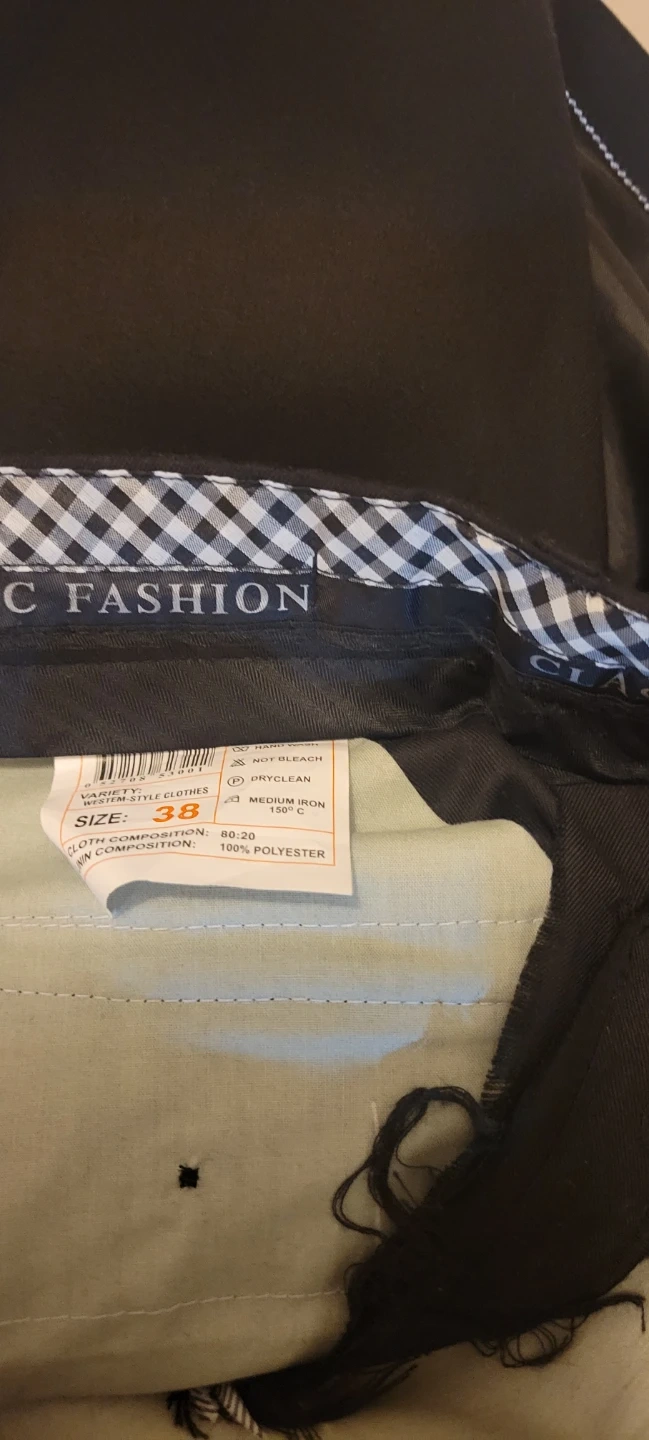 C FASHION
CLAS
HAND WASH
NOT BLEACH
P DRYCLEAN
MEDIUM IRON
150° C
VARIETY:
WESTEM-STYLE CLOTHES
SIZE: 38
CLOTH COMPOSITION: 80:20
NIN COMPOSITION: 100% POLYESTER